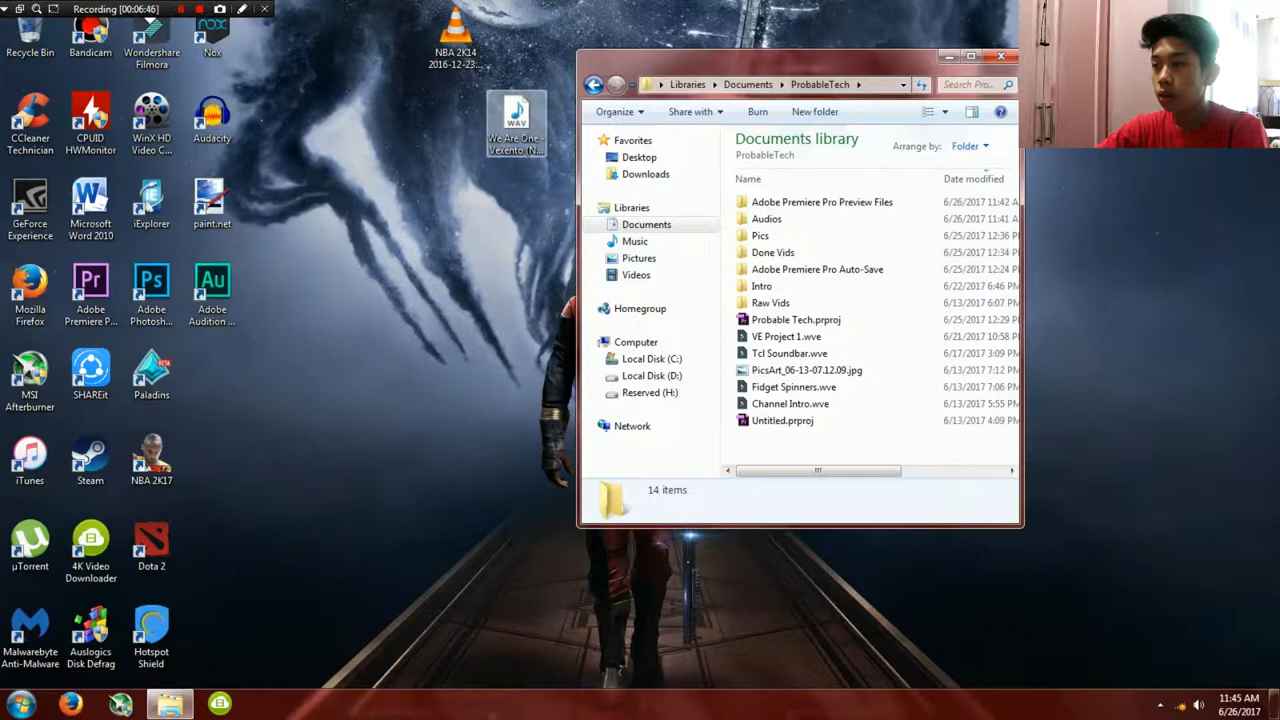 Recording [00:06:46]
Recycle Bin
Bandicam
Wondershare
Filmora
Nox
NBA 2K14
2016-12-23...
CCleaner
Technician
CPUID
HWMonitor
WinX HD
Video C...
Audacity
WAV
We Are One -
Vexento (N...
GeForce
Experience
Microsoft
Word 2010
iExplorer
paint.net
Mozilla
Firefox
Pr
Adobe
Premiere P...
Ps
Adobe
Photosh...
Au
Adobe
Audition ...
MSI
Afterburner
SHAREit
BETA
Paladins
iTunes
Steam
NBA 2K17
µTorrent
4K Video
Downloader
Dota 2
Malwarebyte
Anti-Malware
Auslogics
Disk Defrag
Hotspot
Shield
Libraries
Documents
ProbableTech
Search Pro...
Organize
Share with
Burn
New folder
Favorites
Desktop
Downloads
Libraries
Documents
Music
Pictures
Videos
Homegroup
Computer
Local Disk (C:)
Local Disk (D:)
Reserved (H:)
Network
Documents library
ProbableTech
Arrange by: Folder
Name Date modified
Adobe Premiere Pro Preview Files 6/26/2017 11:42 A
Audios 6/26/2017 11:41 A
Pics 6/25/2017 12:36 P
Done Vids 6/25/2017 12:34 P
Adobe Premiere Pro Auto-Save 6/25/2017 12:24 P
Intro 6/22/2017 6:46 PM
Raw Vids 6/13/2017 6:07 PM
Probable Tech.prproj 6/25/2017 12:29 P
VE Project 1.wve 6/21/2017 10:58 P
Tcl Soundbar.wve 6/17/2017 3:09 PM
PicsArt_06-13-07.12.09.jpg 6/13/2017 7:12 PM
Fidget Spinners.wve 6/13/2017 7:06 PM
Channel Intro.wve 6/13/2017 5:55 PM
Untitled.prproj 6/13/2017 4:09 PM
14 items
11:45 AM
6/26/2017